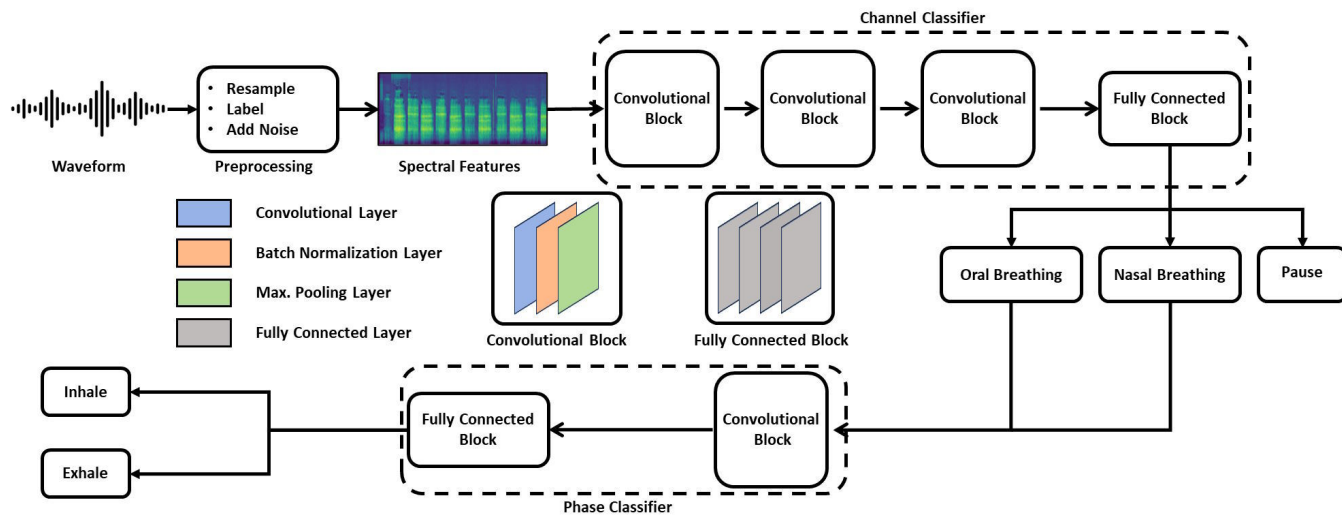 Channel Classifier
• Resample
• Label
• Add Noise
Convolutional
Block
Convolutional
Block
Convolutional
Block
Fully Connected
Block
Waveform
Preprocessing
Spectral Features
Convolutional Layer
Batch Normalization Layer
Max. Pooling Layer
Fully Connected Layer
Convolutional Block
Fully Connected Block
Oral Breathing
Nasal Breathing
Pause
Inhale
Exhale
Fully Connected
Block
Convolutional
Block
Phase Classifier